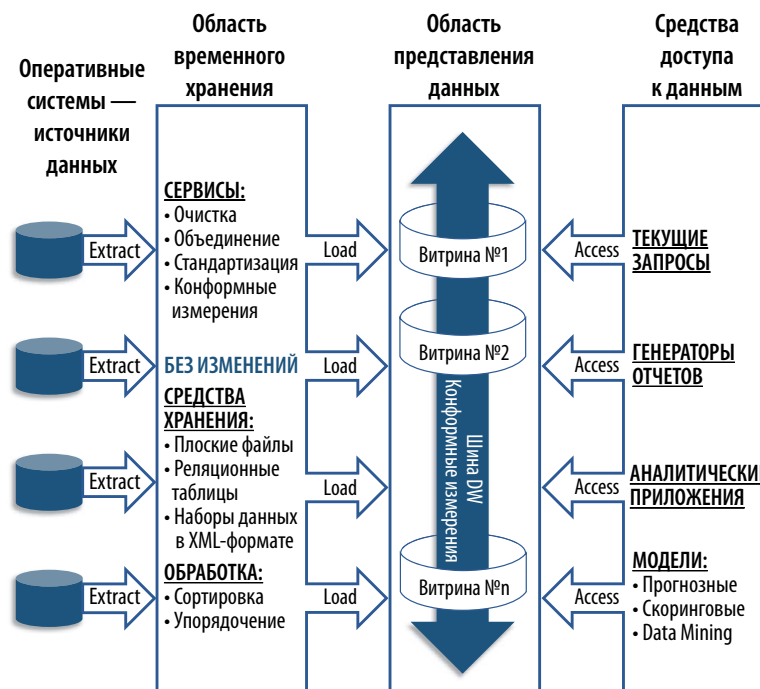 Оперативные
системы —
источники
данных
Область
временного
хранения
Область
представления
данных
Средства
доступа
к данным
Extract
Extract
Extract
Extract
СЕРВИСЫ:
• Очистка
• Объединение
• Стандартизация
• Конформные
измерения
БЕЗ ИЗМЕНЕНИЙ
СРЕДСТВА
ХРАНЕНИЯ:
• Плоские файлы
• Реляционные
таблицы
• Наборы данных
в XML-формате
ОБРАБОТКА:
• Сортировка
• Упорядочение
Load
Load
Load
Load
Витрина №1
Витрина №2
Шина DW
Конформные измерения
Витрина №n
Access
Access
Access
Access
ТЕКУЩИЕ
ЗАПРОСЫ
ГЕНЕРАТОРЫ
ОТЧЕТОВ
АНАЛИТИЧЕСКИЕ
ПРИЛОЖЕНИЯ
МОДЕЛИ:
• Прогнозные
• Скоринговые
• Data Mining